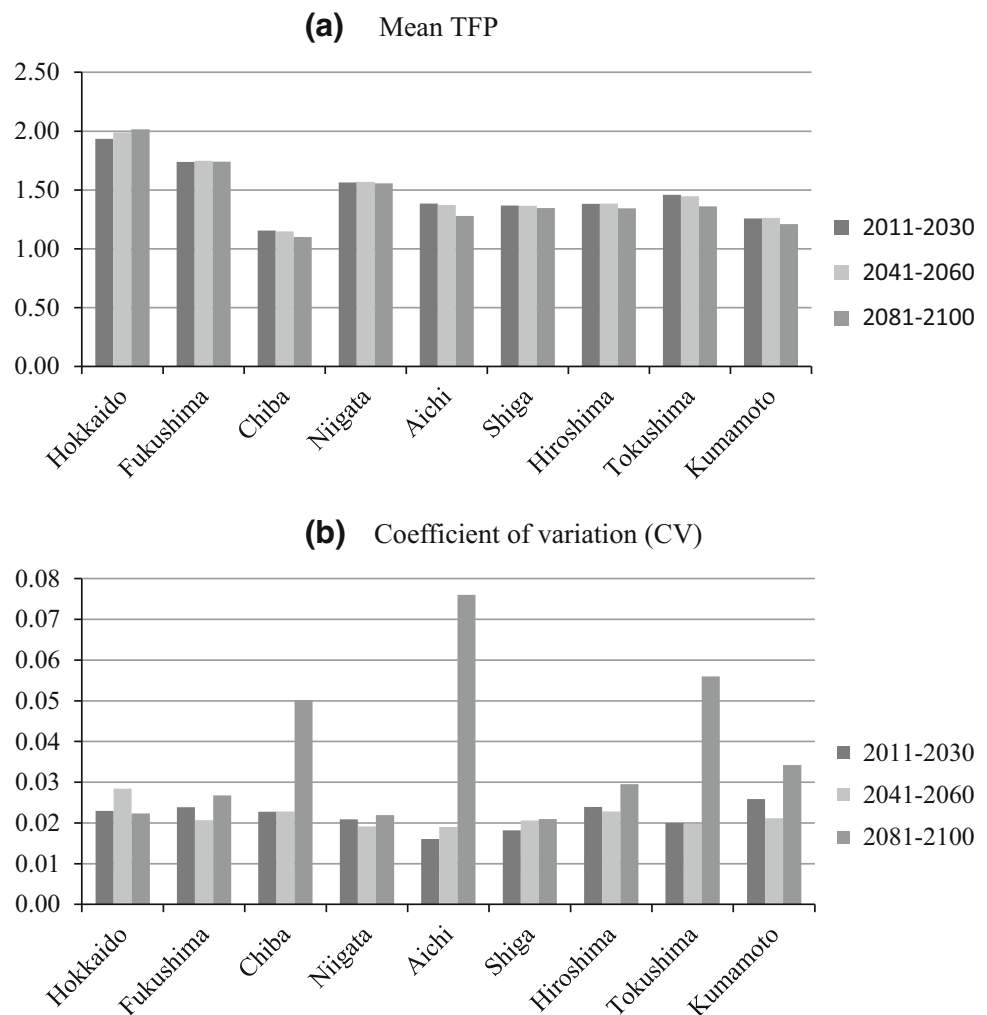 (a) Mean TFP
2.50
2.00
1.50
1.00
0.50
0.00
Hokkaido
Fukushima
Chiba
Niigata
Aichi
Shiga
Hiroshima
Tokushima
Kumamoto
2011-2030
2041-2060
2081-2100
(b) Coefficient of variation (CV)
0.08
0.07
0.06
0.05
0.04
0.03
0.02
0.01
0.00
Hokkaido
Fukushima
Chiba
Niigata
Aichi
Shiga
Hiroshima
Tokushima
Kumamoto
2011-2030
2041-2060
2081-2100